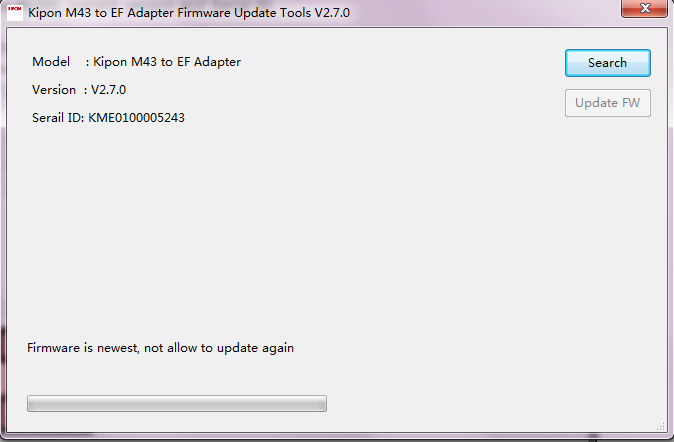 KIPON Kipon M43 to EF Adapter Firmware Update Tools V2.7.0
Model : Kipon M43 to EF Adapter
Search
Version : V2.7.0
Update FW
Serail ID: KME0100005243
Firmware is newest, not allow to update again